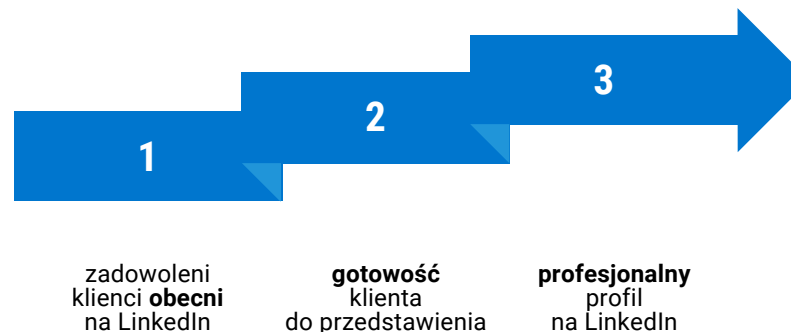 1
2
3
zadowoleni
klienci obecni
na LinkedIn
gotowość
klienta
do przedstawienia
profesjonalny
profil
na LinkedIn